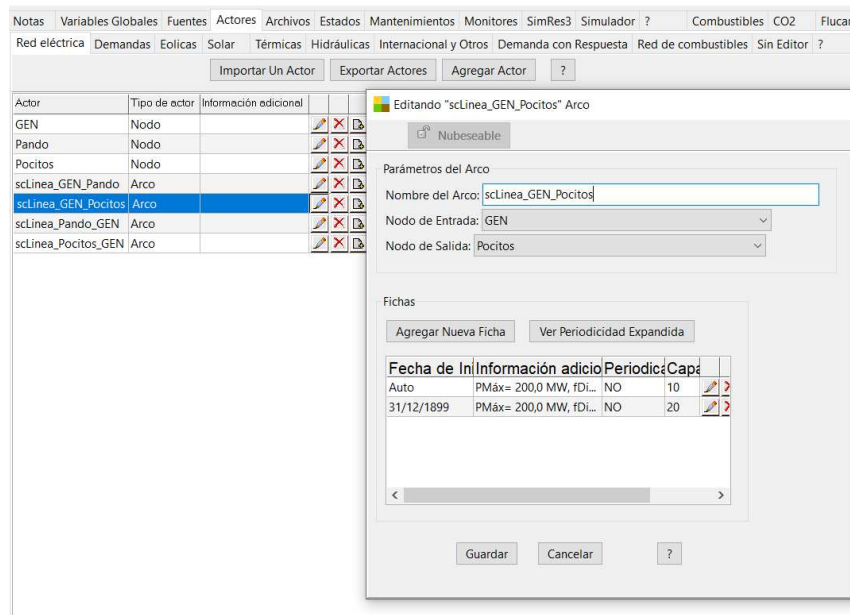 Notas Variables Globales Fuentes Actores Archivos Estados Mantenimientos Monitores SimRes3 Simulador ? Combustibles CO2 Flucar
Red eléctrica Demandas Eolicas Solar Térmicas Hidráulicas Internacional y Otros Demanda con Respuesta Red de combustibles Sin Editor ?
Importar Un Actor Exportar Actores Agregar Actor ?
Actor Tipo de actor Información adicional
GEN Nodo
Pando Nodo
Pocitos Nodo
scLinea_GEN_Pando Arco
scLinea_GEN_Pocitos Arco
scLinea_Pando_GEN Arco
scLinea_Pocitos_GEN Arco
Editando "scLinea_GEN_Pocitos" Arco
Nubeseable
Parámetros del Arco
Nombre del Arco: scLinea_GEN_Pocitos
Nodo de Entrada: GEN
Nodo de Salida: Pocitos
Fichas
Agregar Nueva Ficha Ver Periodicidad Expandida
Fecha de Ini Información adicio Periodica Capa
Auto PMáx= 200,0 MW, fDi... NO 10
31/12/1899 PMáx= 200,0 MW, fDi... NO 20
Guardar Cancelar ?